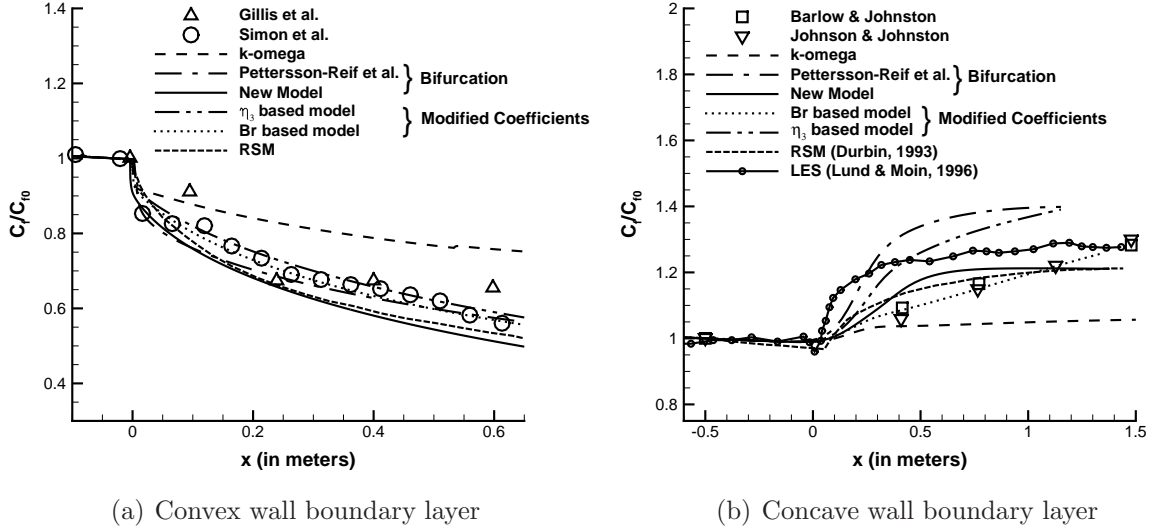 1.4
1.2
1
0.8
0.6
0.4
C_f/C_f0
0
0.2
0.4
0.6
x (in meters)
Gillis et al.
Simon et al.
k-omega
Pettersson-Reif et al.
New Model
} Bifurcation
η₃ based model
Br based model
} Modified Coefficients
RSM
(a) Convex wall boundary layer
2
1.8
1.6
1.4
1.2
1
0.8
C_f/C_f0
-0.5
0
0.5
1
1.5
x (in meters)
Barlow & Johnston
Johnson & Johnston
k-omega
Pettersson-Reif et al.
New Model
} Bifurcation
Br based model
η₃ based model
} Modified Coefficients
RSM (Durbin, 1993)
LES (Lund & Moin, 1996)
(b) Concave wall boundary layer